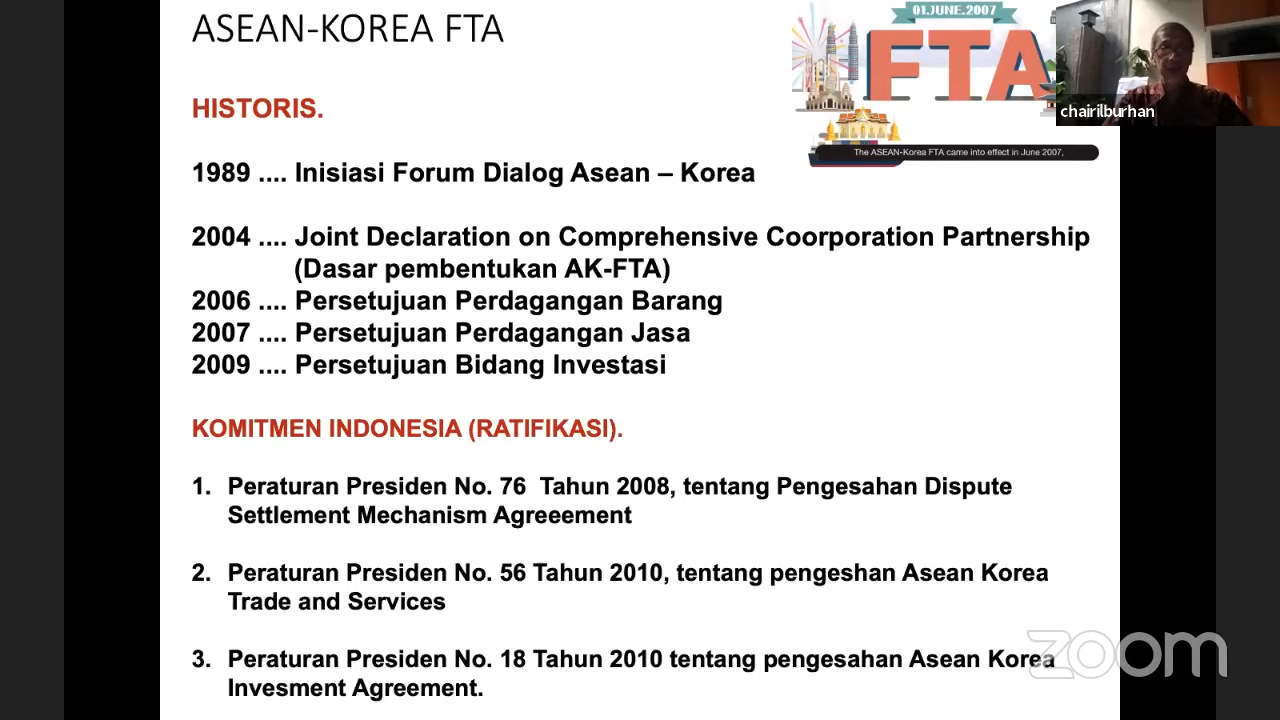 ASEAN-KOREA FTA
01.JUNE.2007
FTA
chairilburhan
The ASEAN-Korea FTA came into effect in June 2007,
HISTORIS.
1989 .... Inisiasi Forum Dialog Asean – Korea
2004 .... Joint Declaration on Comprehensive Coorporation Partnership
(Dasar pembentukan AK-FTA)
2006 .... Persetujuan Perdagangan Barang
2007 .... Persetujuan Perdagangan Jasa
2009 .... Persetujuan Bidang Investasi
KOMITMEN INDONESIA (RATIFIKASI).
1. Peraturan Presiden No. 76 Tahun 2008, tentang Pengesahan Dispute
Settlement Mechanism Agreeement
2. Peraturan Presiden No. 56 Tahun 2010, tentang pengeshan Asean Korea
Trade and Services
3. Peraturan Presiden No. 18 Tahun 2010 tentang pengesahan Asean Korea
Invesment Agreement.
zoom